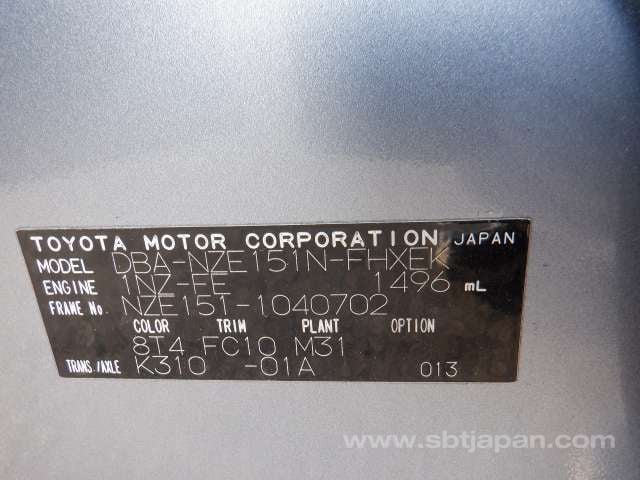 TOYOTA MOTOR CORPORATION JAPAN
MODEL DBA-NZE151N-FHXEK
ENGINE 1NZ-FE 1496 mL
FRAME No. NZE151-1040702
COLOR TRIM PLANT OPTION
8T4 FC10 M31
TRANS./AXLE K310 -01A 013
www.sbtjapan.com